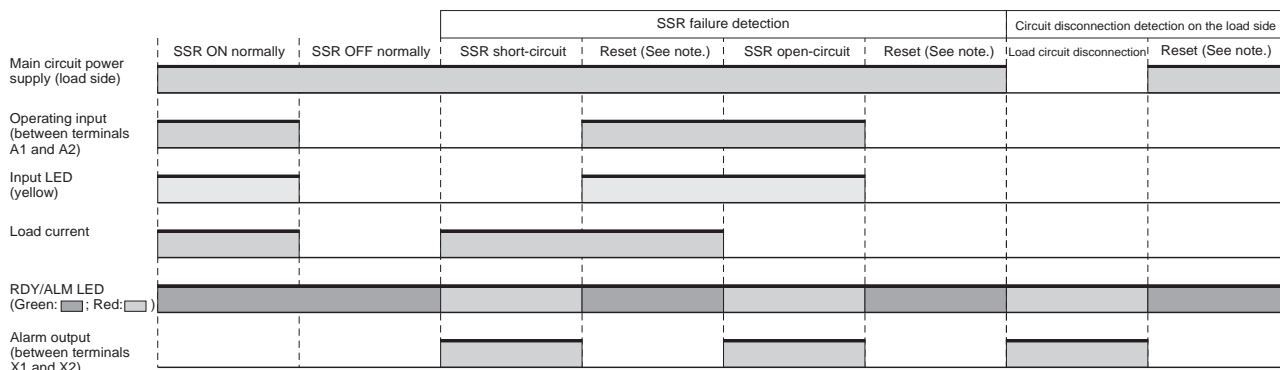 SSR failure detection
Circuit disconnection detection on the load side
SSR ON normally
SSR OFF normally
SSR short-circuit
Reset (See note.)
SSR open-circuit
Reset (See note.)
Load circuit disconnection
Reset (See note.)
Main circuit power
supply (load side)
Operating input
(between terminals
A1 and A2)
Input LED
(yellow)
Load current
RDY/ALM LED
(Green: ; Red: )
Alarm output
(between terminals
X1 and X2)